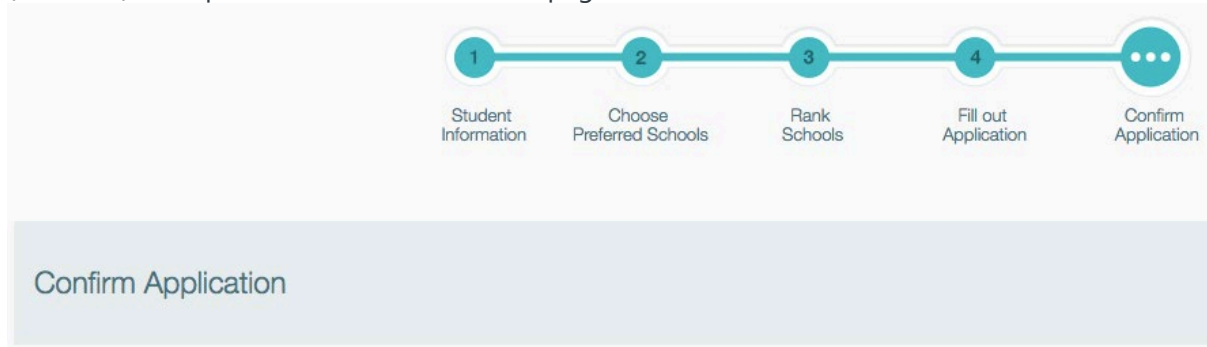 1 2 3 4
Student Information
Choose Preferred Schools
Rank Schools
Fill out Application
Confirm Application
Confirm Application